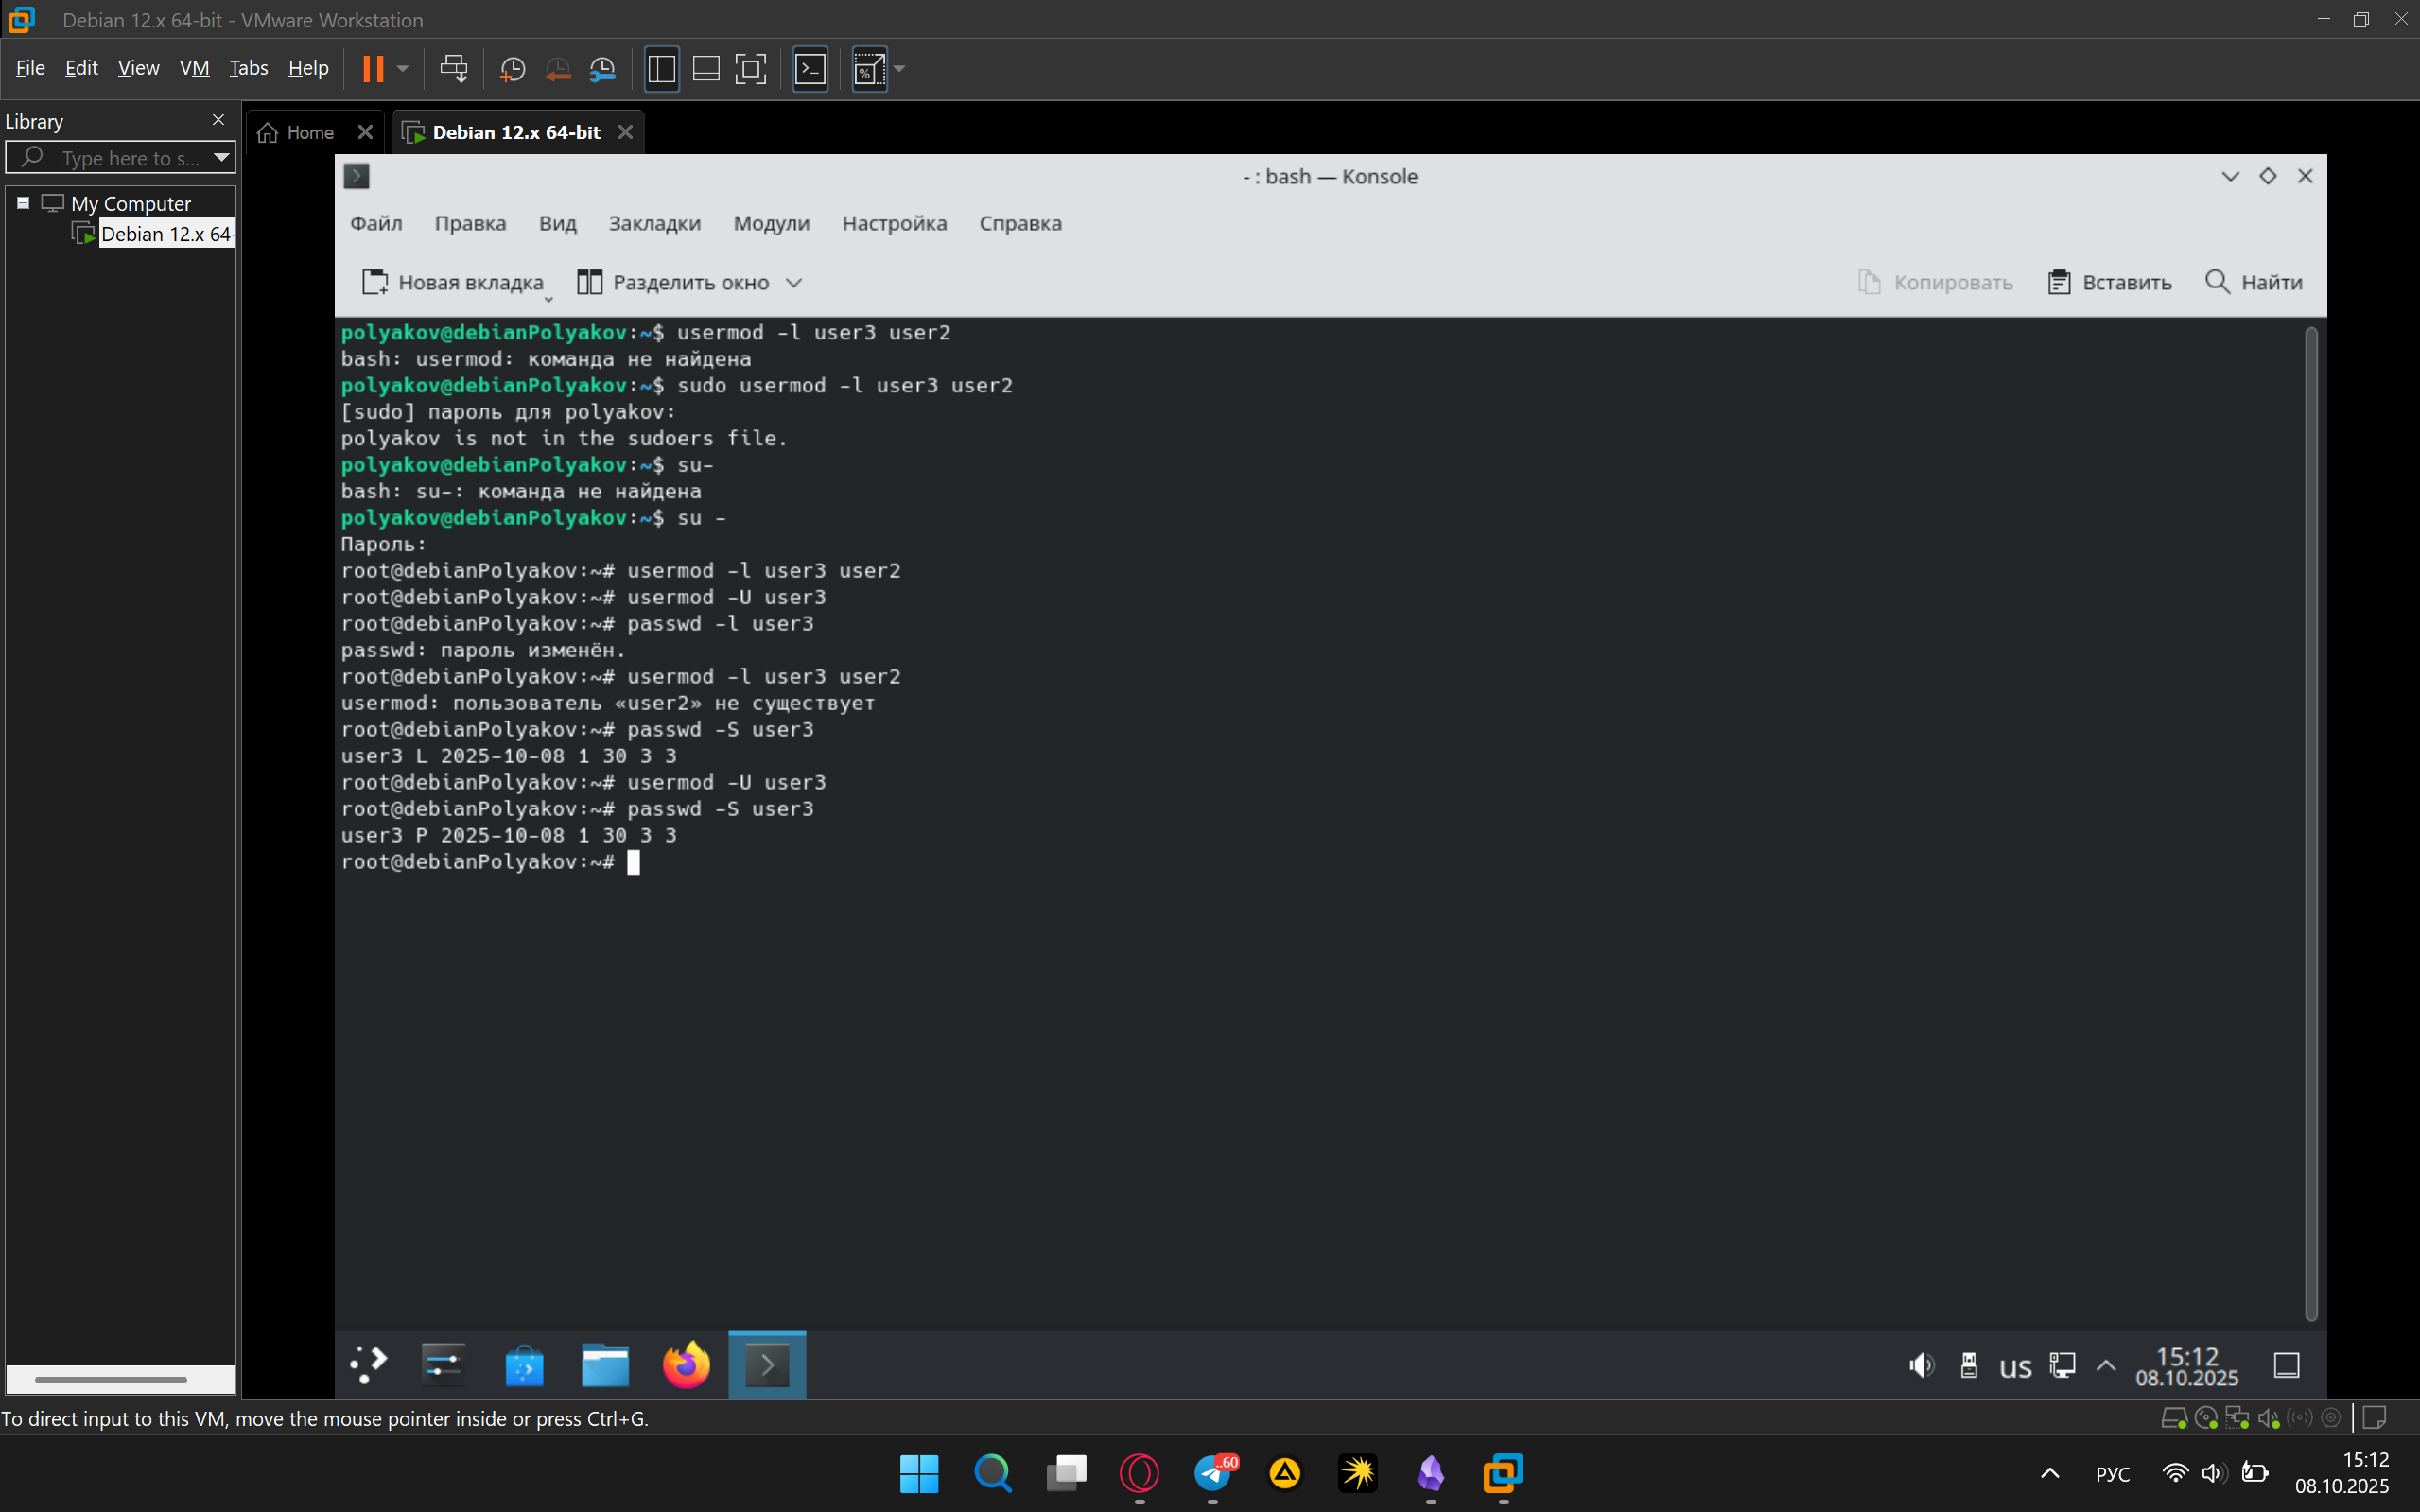 Debian 12.x 64-bit - VMware Workstation
File Edit View VM Tabs Help
Library
Home
Debian 12.x 64-bit
Type here to s...
My Computer
Debian 12.x 64-
- : bash — Konsole
Файл Правка Вид Закладки Модули Настройка Справка
Новая вкладка Разделить окно Копировать Вставить Найти
polyakov@debianPolyakov:~$ usermod -l user3 user2
bash: usermod: команда не найдена
polyakov@debianPolyakov:~$ sudo usermod -l user3 user2
[sudo] пароль для polyakov:
polyakov is not in the sudoers file.
polyakov@debianPolyakov:~$ su-
bash: su-: команда не найдена
polyakov@debianPolyakov:~$ su -
Пароль:
root@debianPolyakov:~# usermod -l user3 user2
root@debianPolyakov:~# usermod -U user3
root@debianPolyakov:~# passwd -l user3
passwd: пароль изменён.
root@debianPolyakov:~# usermod -l user3 user2
usermod: пользователь «user2» не существует
root@debianPolyakov:~# passwd -S user3
user3 L 2025-10-08 1 30 3 3
root@debianPolyakov:~# usermod -U user3
root@debianPolyakov:~# passwd -S user3
user3 P 2025-10-08 1 30 3 3
root@debianPolyakov:~#
us
15:12
08.10.2025
To direct input to this VM, move the mouse pointer inside or press Ctrl+G.
..60
РУС
15:12
08.10.2025